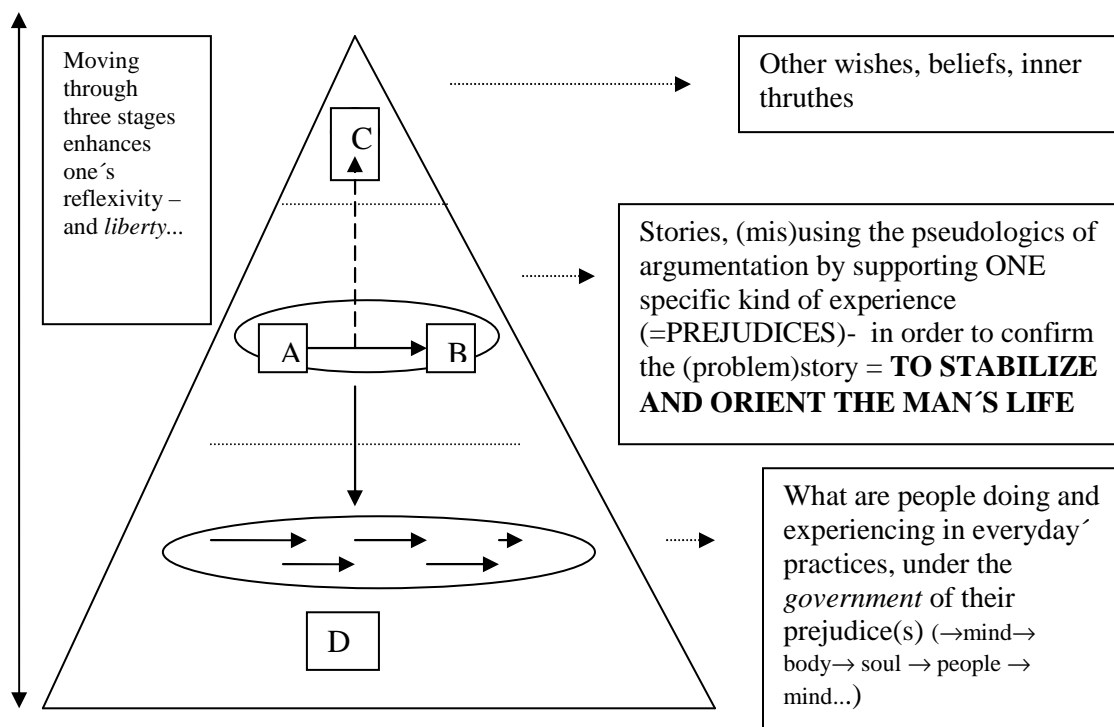 Moving
through
three stages
enhances
one´s
reflexivity –
and liberty...
Other wishes, beliefs, inner
thruthes
C
Stories, (mis)using the pseudologics of
argumentation by supporting ONE
specific kind of experience
(=PREJUDICES)- in order to confirm
the (problem)story = TO STABILIZE
AND ORIENT THE MAN´S LIFE
A
B
What are people doing and
experiencing in everyday´
practices, under the
government of their
prejudice(s) (→mind→
body→ soul → people →
mind...)
D